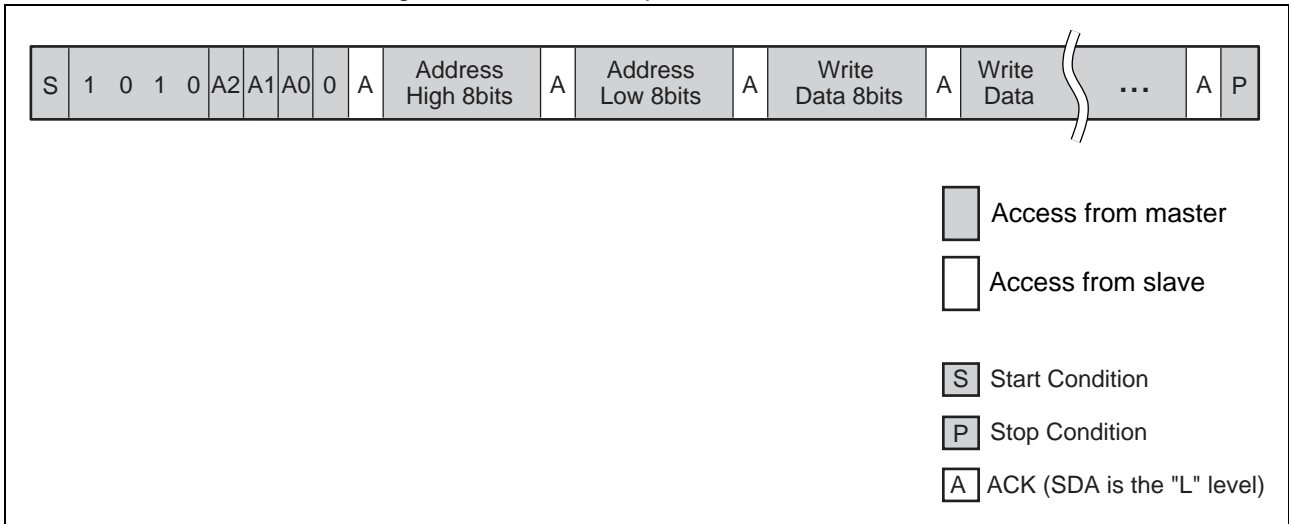 S 1 0 1 0 A2 A1 A0 0 A Address High 8bits A Address Low 8bits A Write Data 8bits A Write Data ... A P
Access from master
Access from slave
S Start Condition
P Stop Condition
A ACK (SDA is the "L" level)